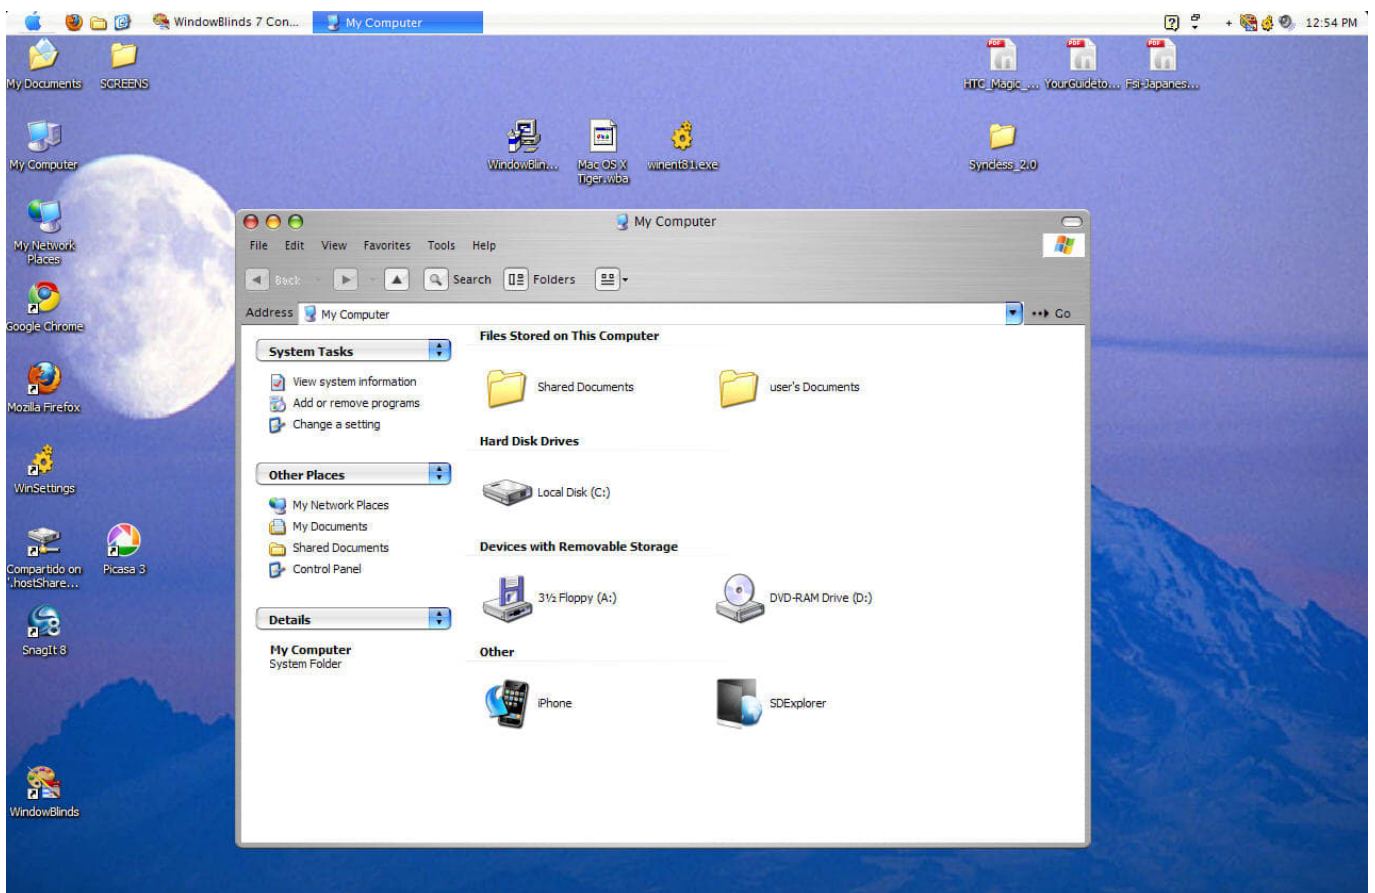 WindowBlinds 7 Con...
My Computer
12:54 PM
My Documents
SCREENS
PDF
HTC_Magic_...
PDF
YourGuideto...
PDF
Fsi-Japanes...
My Computer
WindowBlin...
Mac OS X
Tiger.wba
winent81i.exe
Syndess_2.0
My Network
Places
Google Chrome
Mozilla Firefox
WinSettings
Compartido on
'.hostShare...
Picasa 3
SnagIt 8
WindowBlinds
My Computer
File Edit View Favorites Tools Help
Back Search Folders
Address My Computer Go
System Tasks
View system information
Add or remove programs
Change a setting
Other Places
My Network Places
My Documents
Shared Documents
Control Panel
Details
My Computer
System Folder
Files Stored on This Computer
Shared Documents
user's Documents
Hard Disk Drives
Local Disk (C:)
Devices with Removable Storage
3½ Floppy (A:)
DVD-RAM Drive (D:)
Other
iPhone
SDExplorer